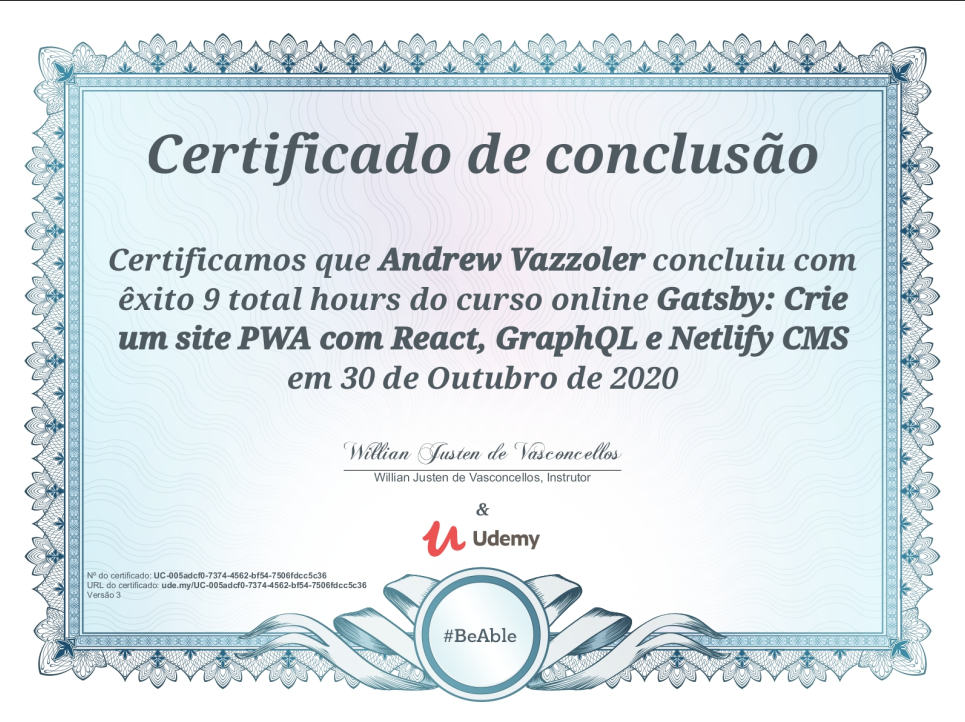 Certificado de conclusão
Certificamos que Andrew Vazzoler concluiu com
êxito 9 total hours do curso online Gatsby: Crie
um site PWA com React, GraphQL e Netlify CMS
em 30 de Outubro de 2020
Willian Justen de Vasconcellos
Willian Justen de Vasconcellos, Instrutor
&
Udemy
Nº do certificado: UC-005adcf0-7374-4562-bf54-7506fdcc5c36
URL do certificado: ude.my/UC-005adcf0-7374-4562-bf54-7506fdcc5c36
Versão 3
#BeAble